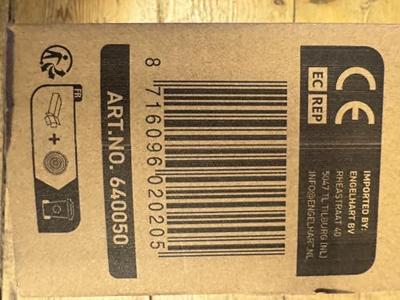 FR
ART.NO. 640050
8 716096 020205
CE
EC REP
IMPORTED BY:
ENGELHART BV
RHEASTRAAT 40
5047 TL TILBURG (NL)
INFO@ENGELHART.NL